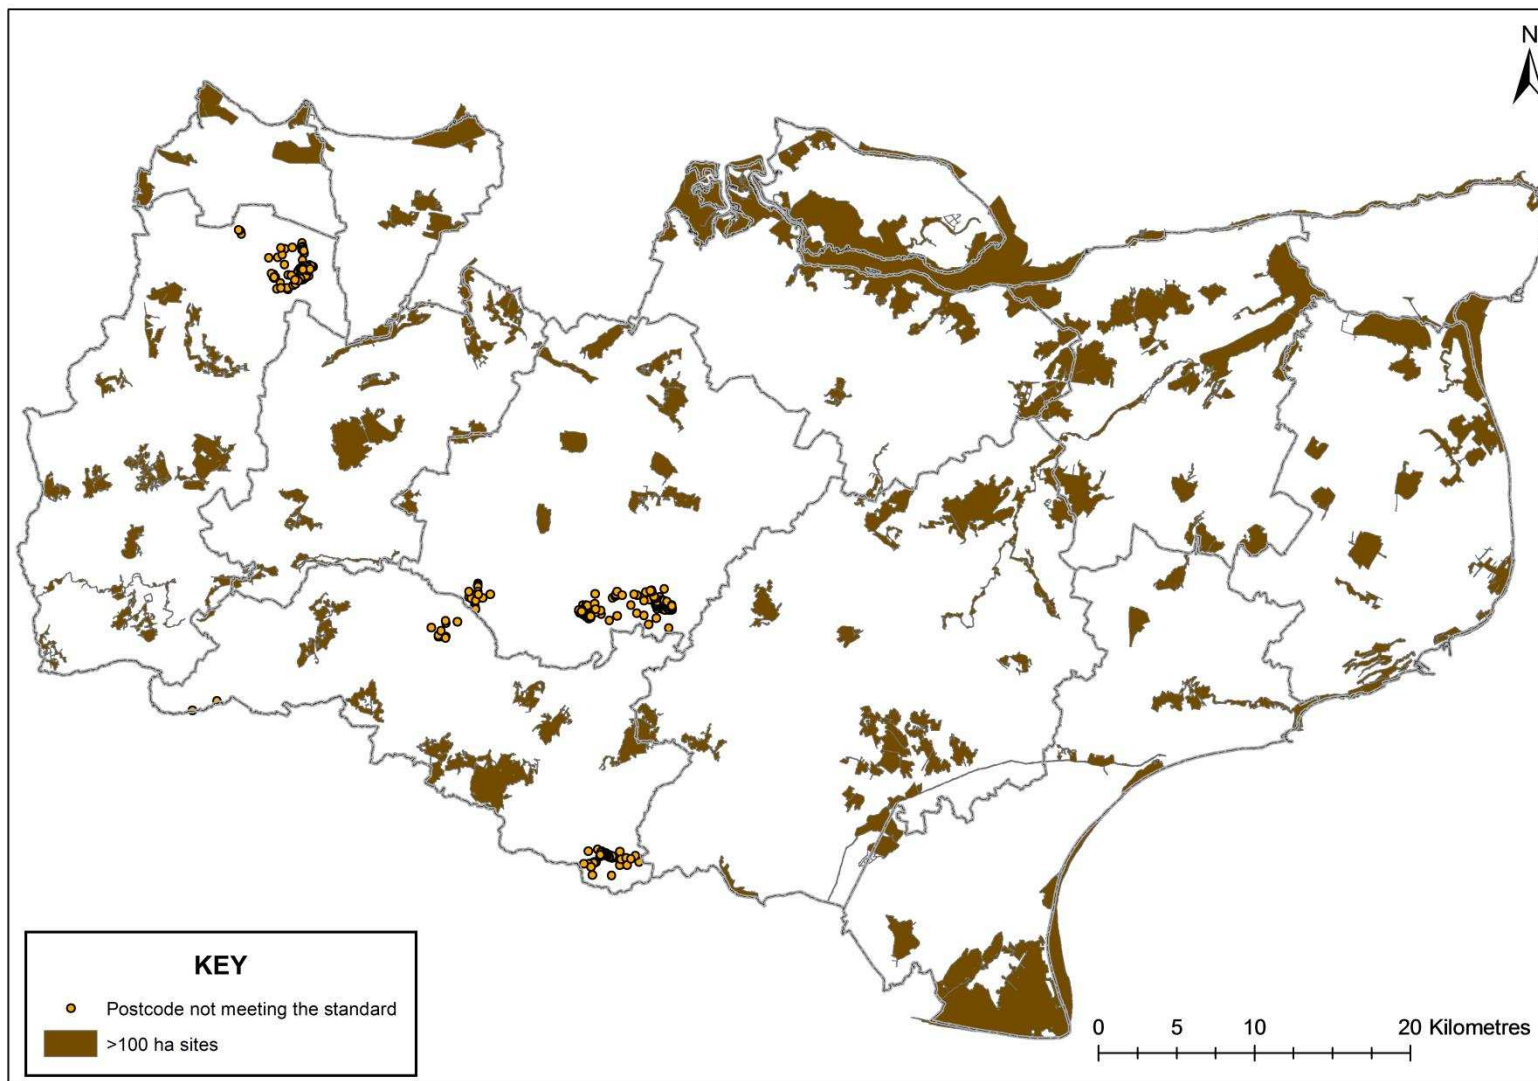 N
KEY
Postcode not meeting the standard
>100 ha sites
0 5 10 20 Kilometres